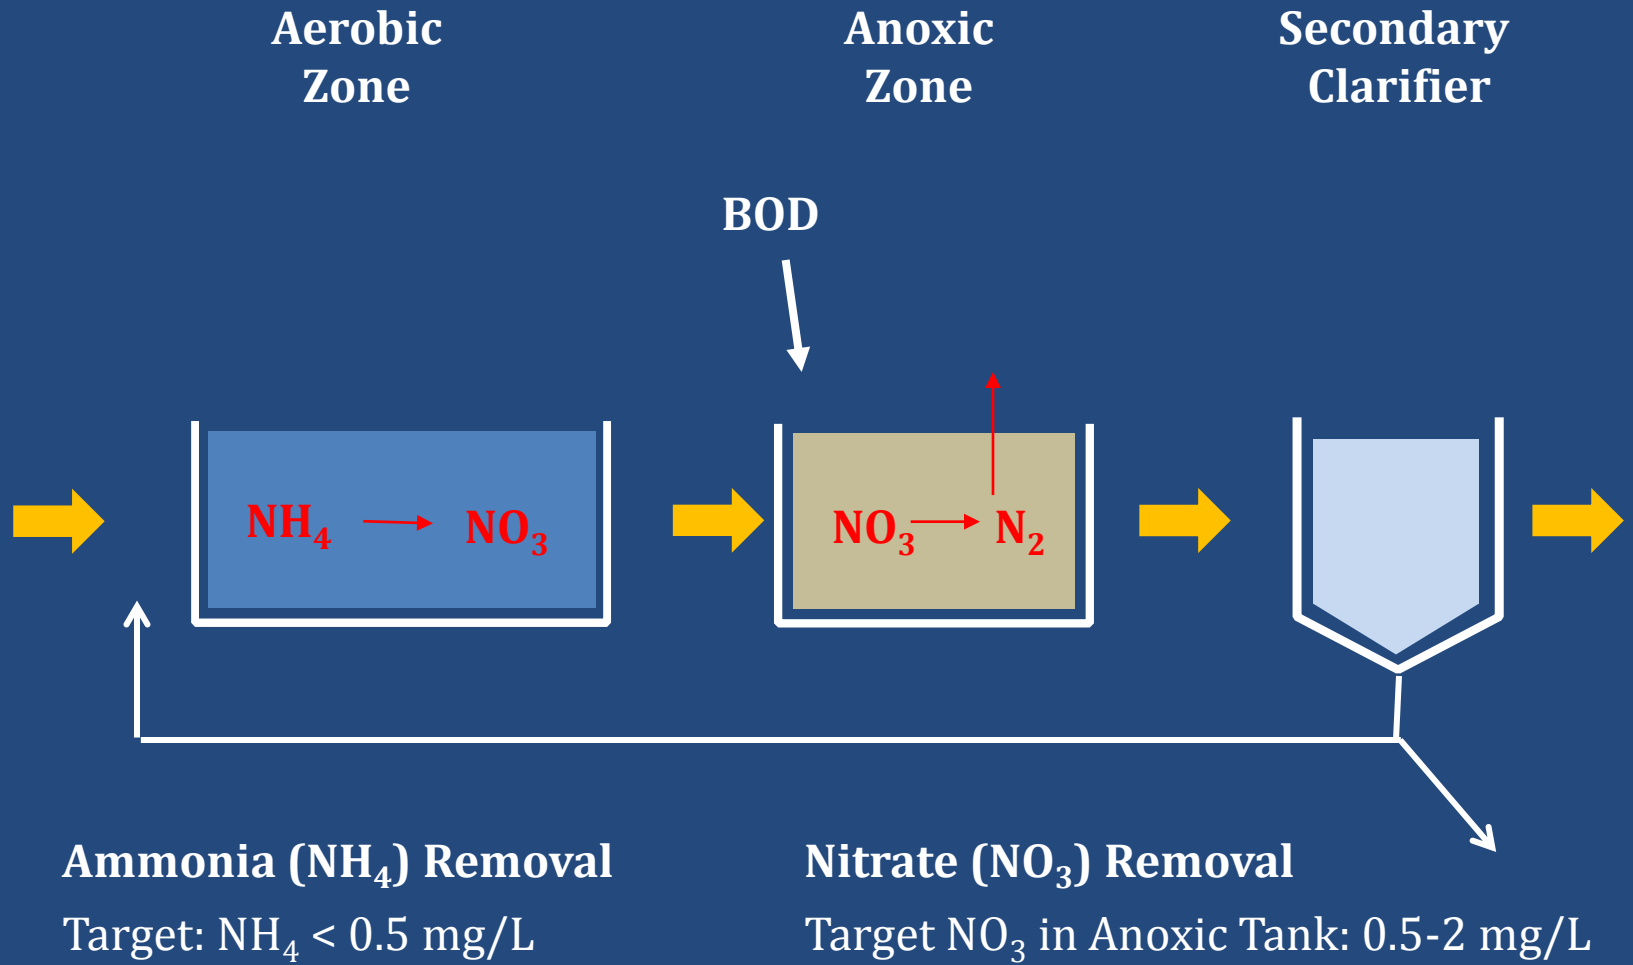 Aerobic
Zone
Anoxic
Zone
Secondary
Clarifier
BOD
NH₄
NO₃
NO₃
N₂
Ammonia (NH₄) Removal
Target: NH₄ < 0.5 mg/L
Nitrate (NO₃) Removal
Target NO₃ in Anoxic Tank: 0.5-2 mg/L